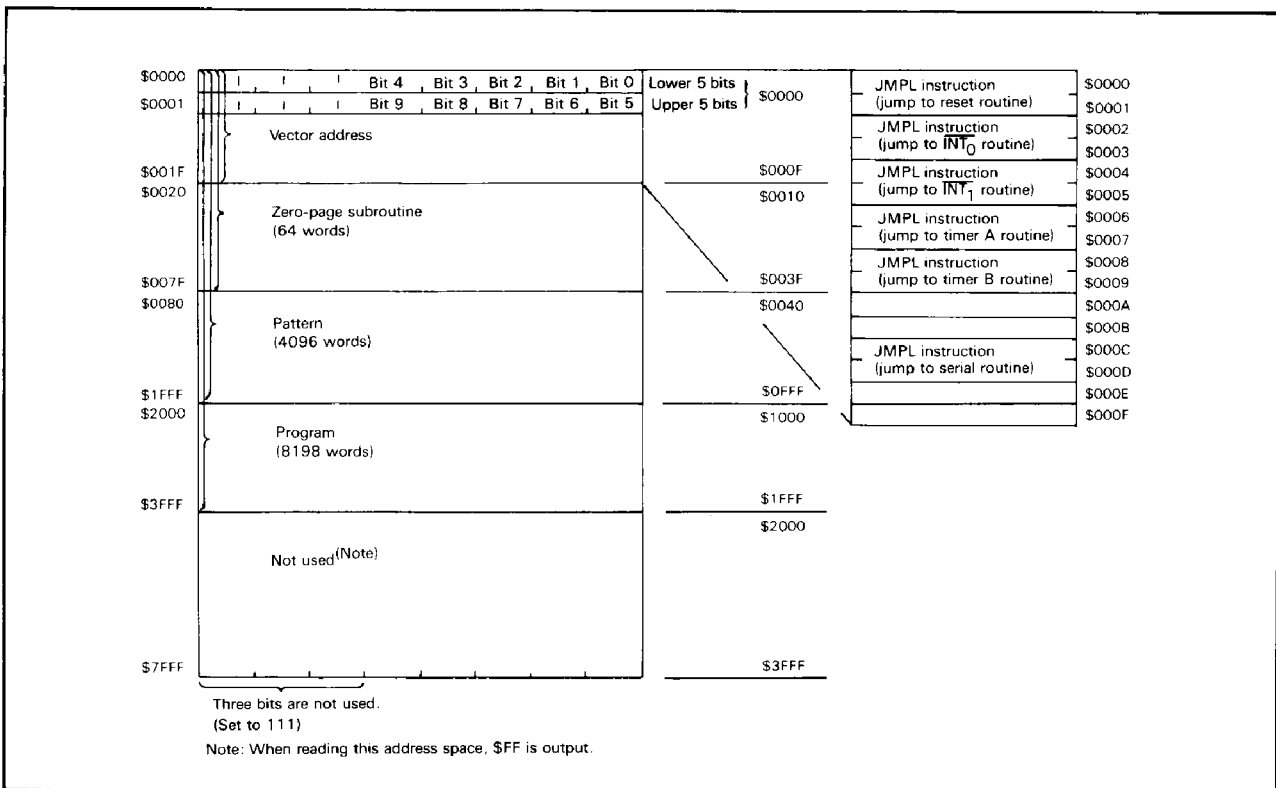 $0000
Bit 4 Bit 3 Bit 2 Bit 1 Bit 0 Lower 5 bits
$0001
Bit 9 Bit 8 Bit 7 Bit 6 Bit 5 Upper 5 bits
$0000
Vector address
$001F
$000F
$0020
$0010
Zero-page subroutine
(64 words)
$007F
$003F
$0080
$0040
Pattern
(4096 words)
$1FFF
$0FFF
$2000
$1000
Program
(8198 words)
$3FFF
$1FFF
$2000
Not used(Note)
$7FFF
$3FFF
Three bits are not used.
(Set to 111)
Note: When reading this address space, $FF is output.
JMPL instruction
(jump to reset routine)
$0000
$0001
JMPL instruction
(jump to INT0 routine)
$0002
$0003
JMPL instruction
(jump to INT1 routine)
$0004
$0005
JMPL instruction
(jump to timer A routine)
$0006
$0007
JMPL instruction
(jump to timer B routine)
$0008
$0009
$000A
$000B
JMPL instruction
(jump to serial routine)
$000C
$000D
$000E
$000F